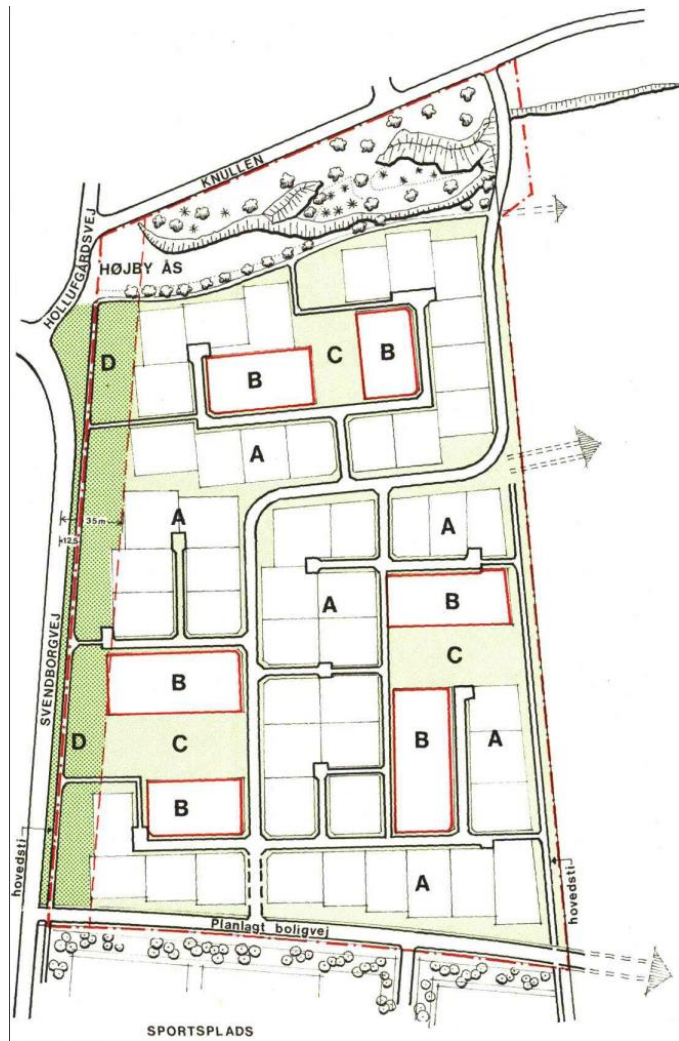 KNULLEN
HOLLUFGÅRDSVEJ
HØJBY ÅS
D
B
C
B
A
35m
12,5
A
A
A
B
C
SVENDBORGVEJ
B
D
C
B
A
B
A
hovedsti
hovedsti
Planlagt boligvej
SPORTSPLADS